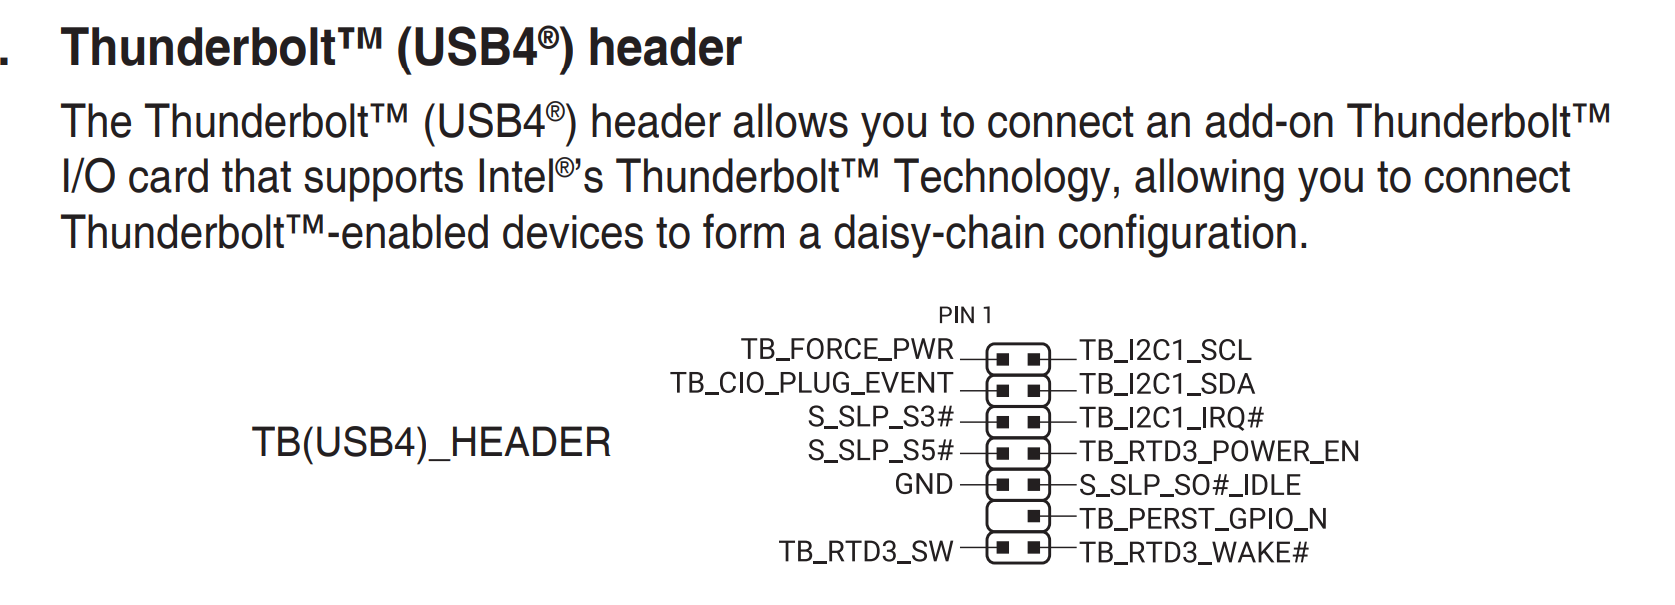 . Thunderbolt™ (USB4®) header
The Thunderbolt™ (USB4®) header allows you to connect an add-on Thunderbolt™
I/O card that supports Intel®’s Thunderbolt™ Technology, allowing you to connect
Thunderbolt™-enabled devices to form a daisy-chain configuration.
PIN 1
TB_FORCE_PWR TB_I2C1_SCL
TB_CIO_PLUG_EVENT TB_I2C1_SDA
S_SLP_S3# TB_I2C1_IRQ#
TB(USB4)_HEADER
S_SLP_S5# TB_RTD3_POWER_EN
GND S_SLP_SO#_IDLE
TB_PERST_GPIO_N
TB_RTD3_SW TB_RTD3_WAKE#